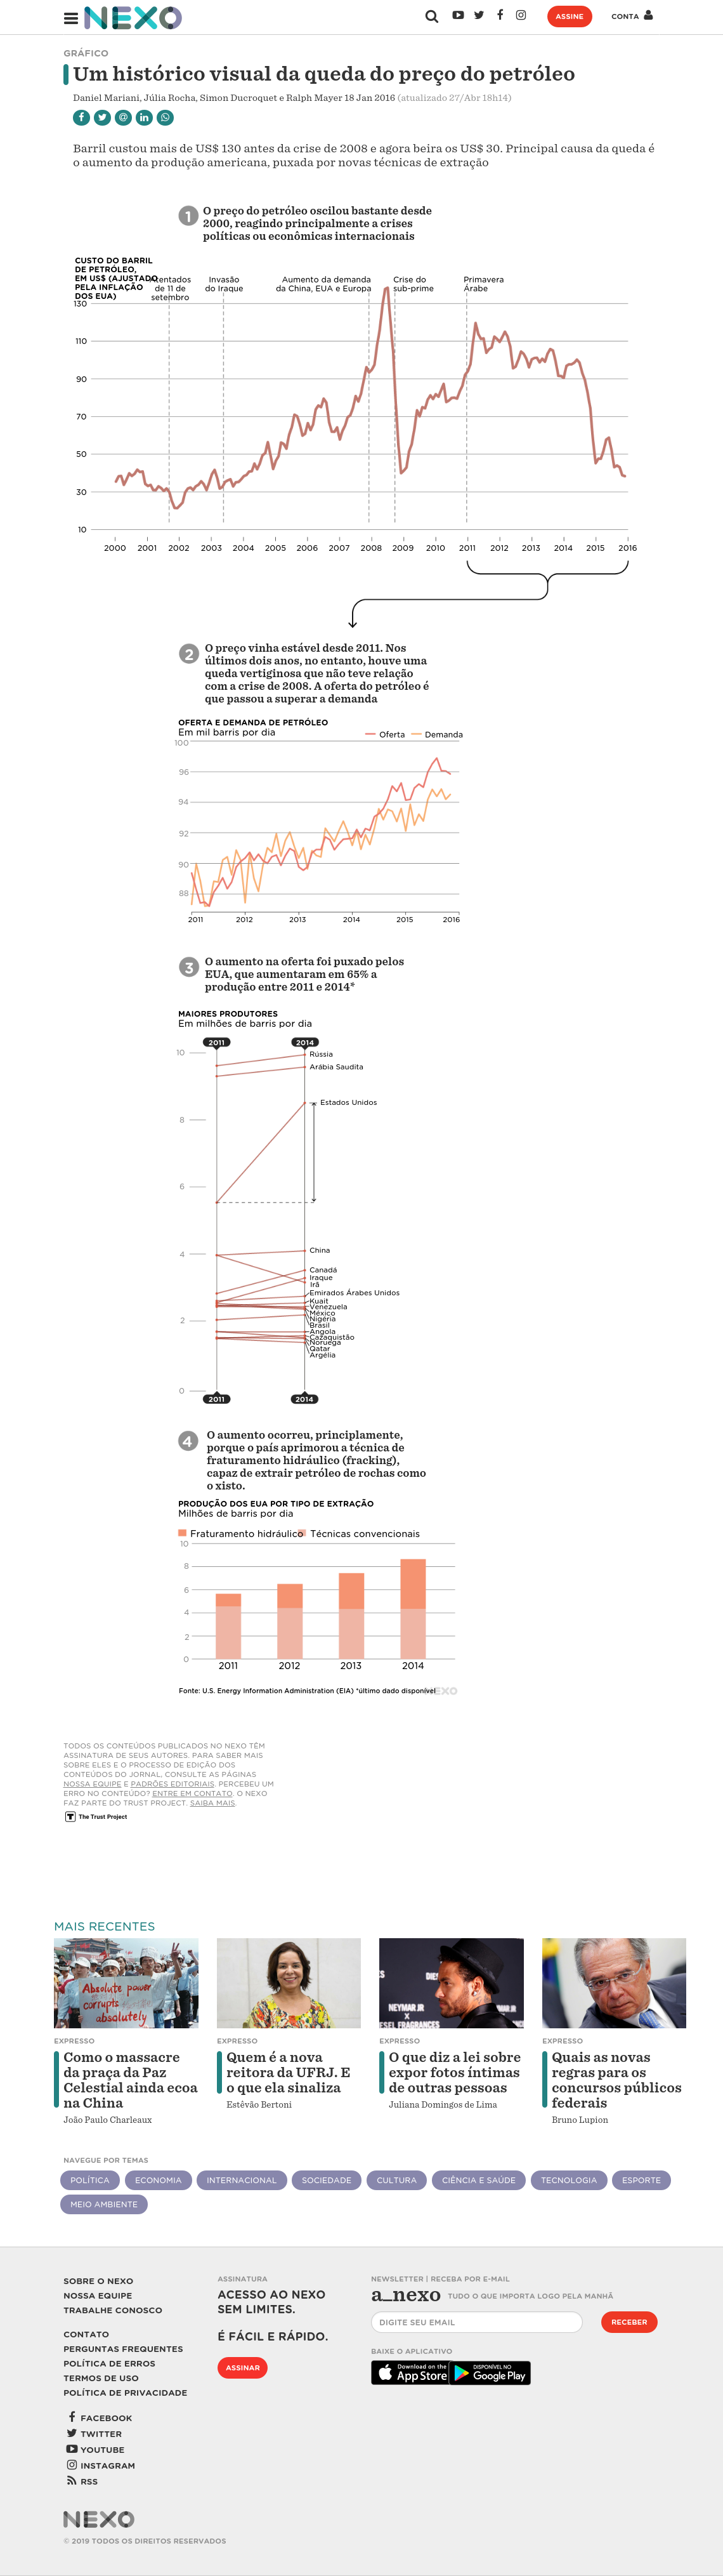 NEXO
ASSINE
CONTA
GRÁFICO
Um histórico visual da queda do preço do petróleo
Daniel Mariani, Júlia Rocha, Simon Ducroquet e Ralph Mayer 18 Jan 2016 (atualizado 27/Abr 18h14)
Barril custou mais de US$ 130 antes da crise de 2008 e agora beira os US$ 30. Principal causa da queda é
o aumento da produção americana, puxada por novas técnicas de extração
1
O preço do petróleo oscilou bastante desde
2000, reagindo principalmente a crises
políticas ou econômicas internacionais
CUSTO DO BARRIL
DE PETRÓLEO,
EM US$ (AJUSTADO
PELA INFLAÇÃO
DOS EUA)
Atentados
de 11 de
setembro
Invasão
do Iraque
Aumento da demanda
da China, EUA e Europa
Crise do
sub-prime
Primavera
Árabe
130
110
90
70
50
30
10
2000 2001 2002 2003 2004 2005 2006 2007 2008 2009 2010 2011 2012 2013 2014 2015 2016
2
O preço vinha estável desde 2011. Nos
últimos dois anos, no entanto, houve uma
queda vertiginosa que não teve relação
com a crise de 2008. A oferta do petróleo é
que passou a superar a demanda
OFERTA E DEMANDA DE PETRÓLEO
Em mil barris por dia
Oferta Demanda
100
96
94
92
90
88
2011 2012 2013 2014 2015 2016
3
O aumento na oferta foi puxado pelos
EUA, que aumentaram em 65% a
produção entre 2011 e 2014*
MAIORES PRODUTORES
Em milhões de barris por dia
2011 2014
10
8
6
4
2
0
Rússia
Arábia Saudita
Estados Unidos
China
Canadá
Iraque
Irã
Emirados Árabes Unidos
Kuait
Venezuela
México
Nigéria
Brasil
Angola
Cazaquistão
Noruega
Qatar
Argélia
2011 2014
4
O aumento ocorreu, principlamente,
porque o país aprimorou a técnica de
fraturamento hidráulico (fracking),
capaz de extrair petróleo de rochas como
o xisto.
PRODUÇÃO DOS EUA POR TIPO DE EXTRAÇÃO
Milhões de barris por dia
Fraturamento hidráulico Técnicas convencionais
10
8
6
4
2
0
2011 2012 2013 2014
Fonte: U.S. Energy Information Administration (EIA) *último dado disponível
NEXO
TODOS OS CONTEÚDOS PUBLICADOS NO NEXO TÊM
ASSINATURA DE SEUS AUTORES. PARA SABER MAIS
SOBRE ELES E O PROCESSO DE EDIÇÃO DOS
CONTEÚDOS DO JORNAL, CONSULTE AS PÁGINAS
NOSSA EQUIPE E PADRÕES EDITORIAIS. PERCEBEU UM
ERRO NO CONTEÚDO? ENTRE EM CONTATO. O NEXO
FAZ PARTE DO TRUST PROJECT. SAIBA MAIS.
T The Trust Project
MAIS RECENTES
Absolute power
corrupts
absolutely
NEYMAR JR
X
ESEL FRAGRANCES
EXPRESSO
Como o massacre
da praça da Paz
Celestial ainda ecoa
na China
João Paulo Charleaux
EXPRESSO
Quem é a nova
reitora da UFRJ. E
o que ela sinaliza
Estêvão Bertoni
EXPRESSO
O que diz a lei sobre
expor fotos íntimas
de outras pessoas
Juliana Domingos de Lima
EXPRESSO
Quais as novas
regras para os
concursos públicos
federais
Bruno Lupion
NAVEGUE POR TEMAS
POLÍTICA ECONOMIA INTERNACIONAL SOCIEDADE CULTURA CIÊNCIA E SAÚDE TECNOLOGIA ESPORTE
MEIO AMBIENTE
SOBRE O NEXO
NOSSA EQUIPE
TRABALHE CONOSCO
CONTATO
PERGUNTAS FREQUENTES
POLÍTICA DE ERROS
TERMOS DE USO
POLÍTICA DE PRIVACIDADE
FACEBOOK
TWITTER
YOUTUBE
INSTAGRAM
RSS
ASSINATURA
ACESSO AO NEXO
SEM LIMITES.
É FÁCIL E RÁPIDO.
ASSINAR
NEWSLETTER | RECEBA POR E-MAIL
a_nexo TUDO O QUE IMPORTA LOGO PELA MANHÃ
DIGITE SEU EMAIL
RECEBER
BAIXE O APLICATIVO
Download on the
App Store
DISPONÍVEL NO
Google Play
NEXO
© 2019 TODOS OS DIREITOS RESERVADOS